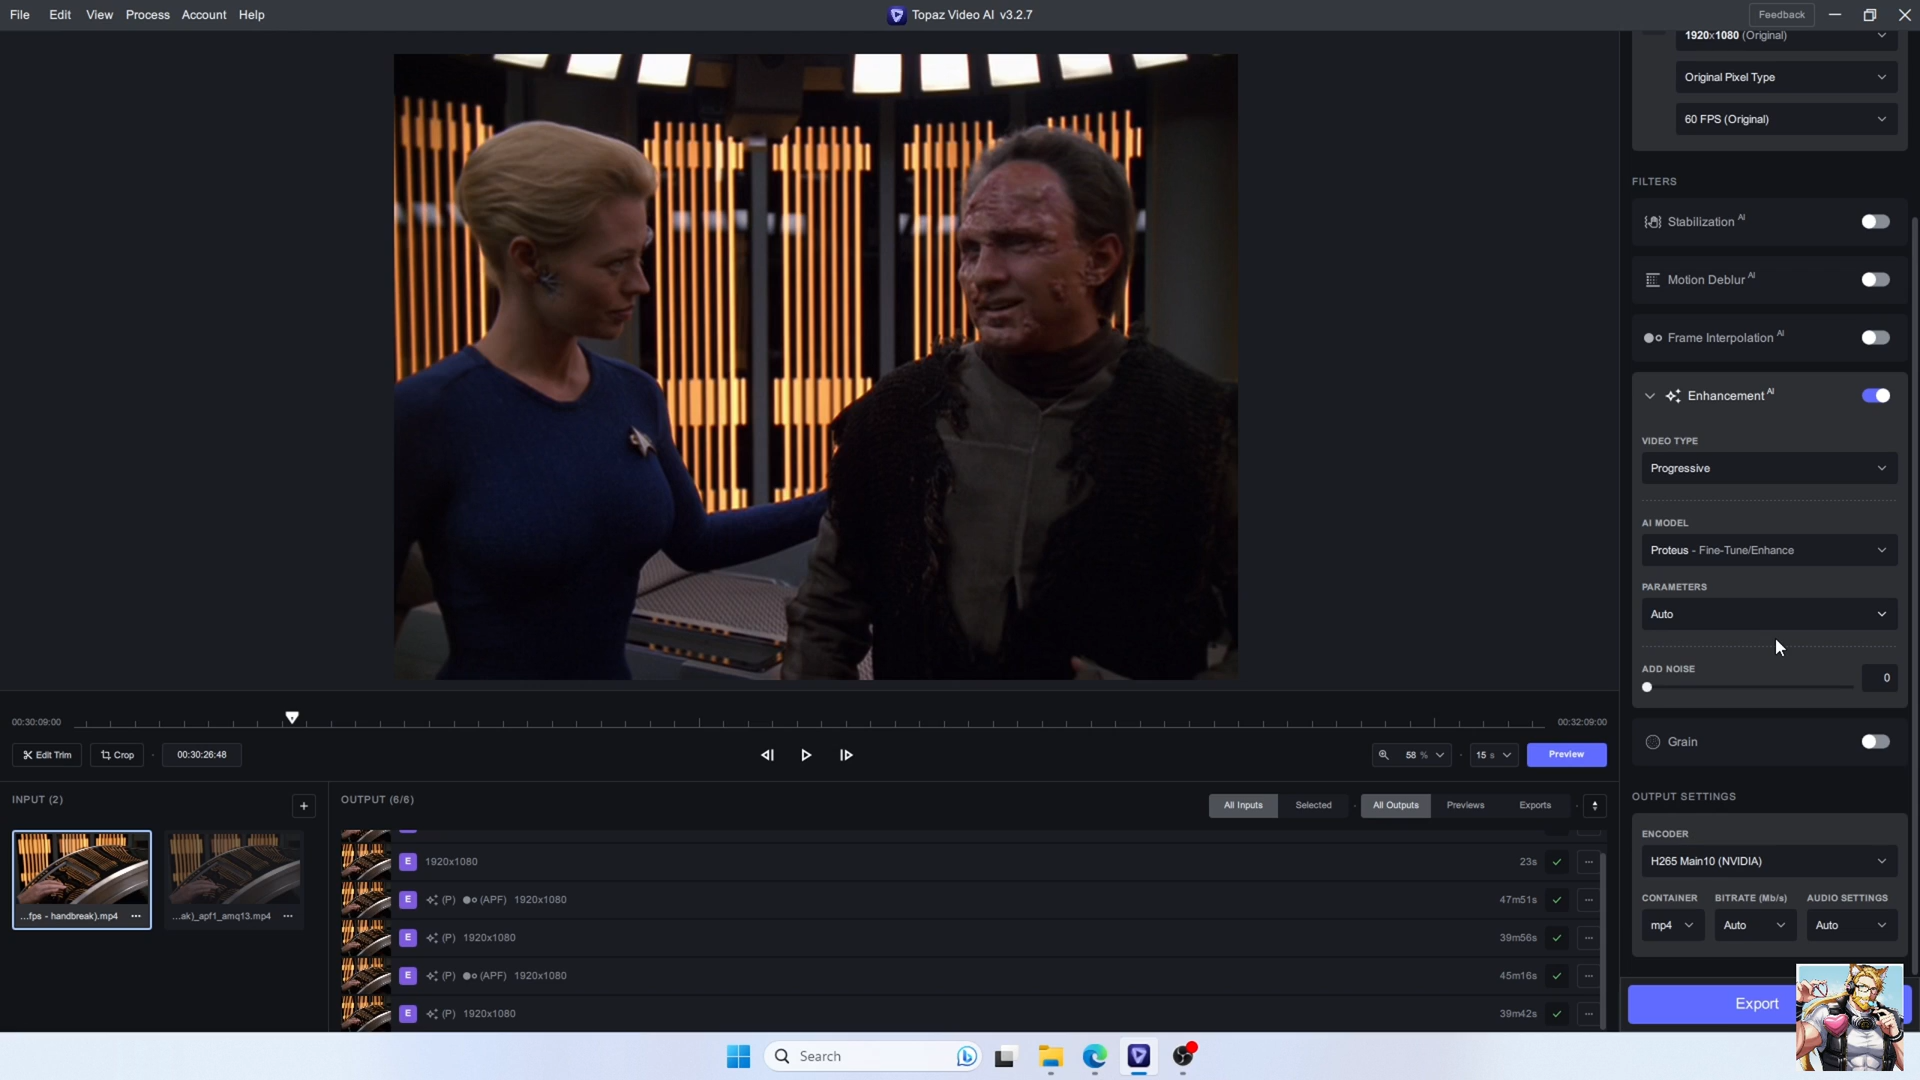 File Edit View Process Account Help
Topaz Video AI v3.2.7
Feedback
1920x1080 (Original)
Original Pixel Type
60 FPS (Original)
FILTERS
Stabilization AI
Motion Deblur AI
Frame Interpolation AI
Enhancement AI
VIDEO TYPE
Progressive
AI MODEL
Proteus - Fine-Tune/Enhance
PARAMETERS
Auto
ADD NOISE
0
Grain
OUTPUT SETTINGS
ENCODER
H265 Main10 (NVIDIA)
CONTAINER BITRATE (Mb/s) AUDIO SETTINGS
mp4 Auto Auto
Export
00:30:09:00 00:32:09:00
Edit Trim Crop 00:30:26:48 58 % 15 s Preview
INPUT (2)
...fps - handbreak).mp4
...ak)_apf1_amq13.mp4
OUTPUT (6/6) All Inputs Selected All Outputs Previews Exports
E 1920x1080 23s
E (P) (APF) 1920x1080 47m51s
E (P) 1920x1080 39m56s
E (P) (APF) 1920x1080 45m16s
E (P) 1920x1080 39m42s
Search